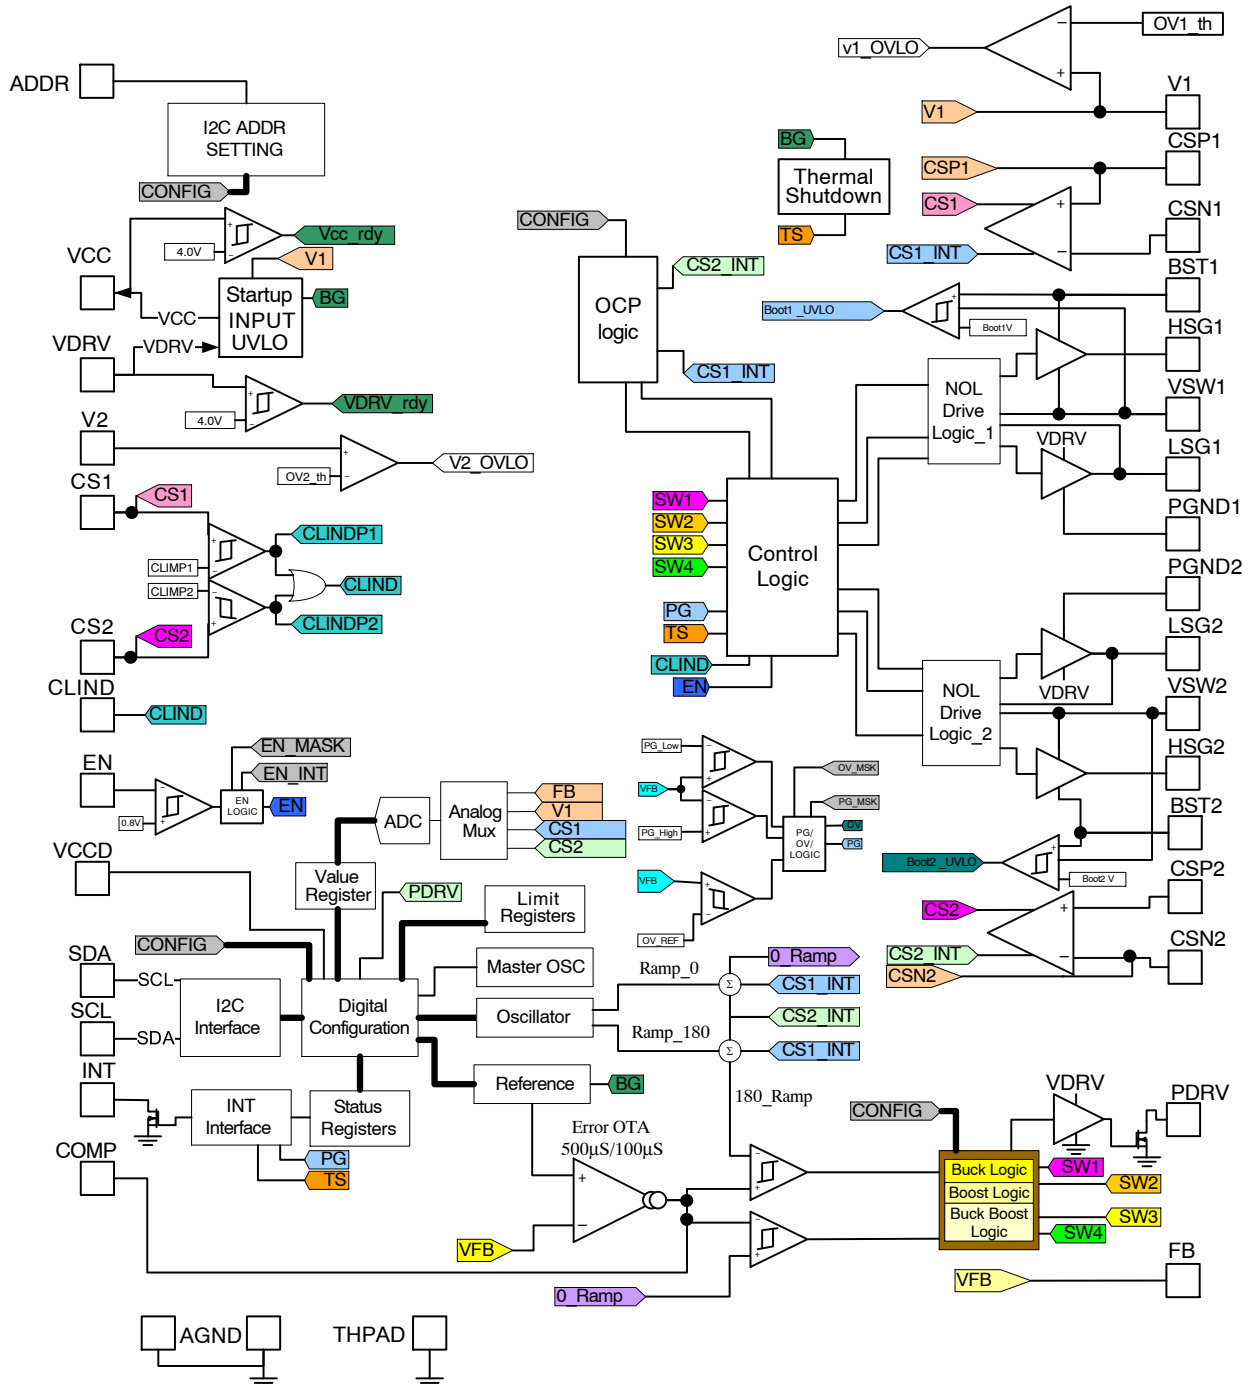 ADDR
I2C ADDR
SETTING
CONFIG
VCC
4.0V
Vcc_rdy
V1
Startup
INPUT
UVLO
BG
VCC
VDRV
VDRV
4.0V
VDRV_rdy
V2
OV2_th
V2_OVLO
CS1
CS1
CLINDP1
CLIMP1
CLIMP2
CLIND
CLINDP2
CS2
CS2
CLIND
CLIND
EN
0.8V
EN_MASK
EN_INT
EN
LOGIC
EN
VCCD
ADC
Analog
Mux
FB
V1
CS1
CS2
Value
Register
PDRV
Limit
Registers
CONFIG
SDA
SCL
SCL
SDA
I2C
Interface
Digital
Configuration
Master OSC
Oscillator
Reference
BG
INT
INT
Interface
Status
Registers
PG
TS
COMP
AGND
THPAD
Error OTA
500µS/100µS
VFB
0_Ramp
Ramp_0
Ramp_180
0_Ramp
Σ
CS1_INT
CS2_INT
Σ
CS1_INT
180_Ramp
v1_OVLO
OV1_th
V1
V1
BG
Thermal
Shutdown
TS
CSP1
CSP1
CS1
CS1_INT
CSN1
CONFIG
OCP
logic
CS2_INT
CS1_INT
BST1
Boot1 _UVLO
Boot1V
HSG1
VSW1
NOL
Drive
Logic_1
VDRV
LSG1
PGND1
SW1
SW2
SW3
SW4
PG
TS
CLIND
EN
Control
Logic
PGND2
LSG2
VDRV
VSW2
NOL
Drive
Logic_2
HSG2
BST2
Boot2 _UVLO
Boot2 V
PG_Low
VFB
PG_High
VFB
OV_REF
OV_MSK
PG_MSK
PG/
OV/
LOGIC
OV
PG
CSP2
CS2
CS2_INT
CSN2
CSN2
CONFIG
VDRV
PDRV
Buck Logic
Boost Logic
Buck Boost
Logic
SW1
SW2
SW3
SW4
VFB
FB